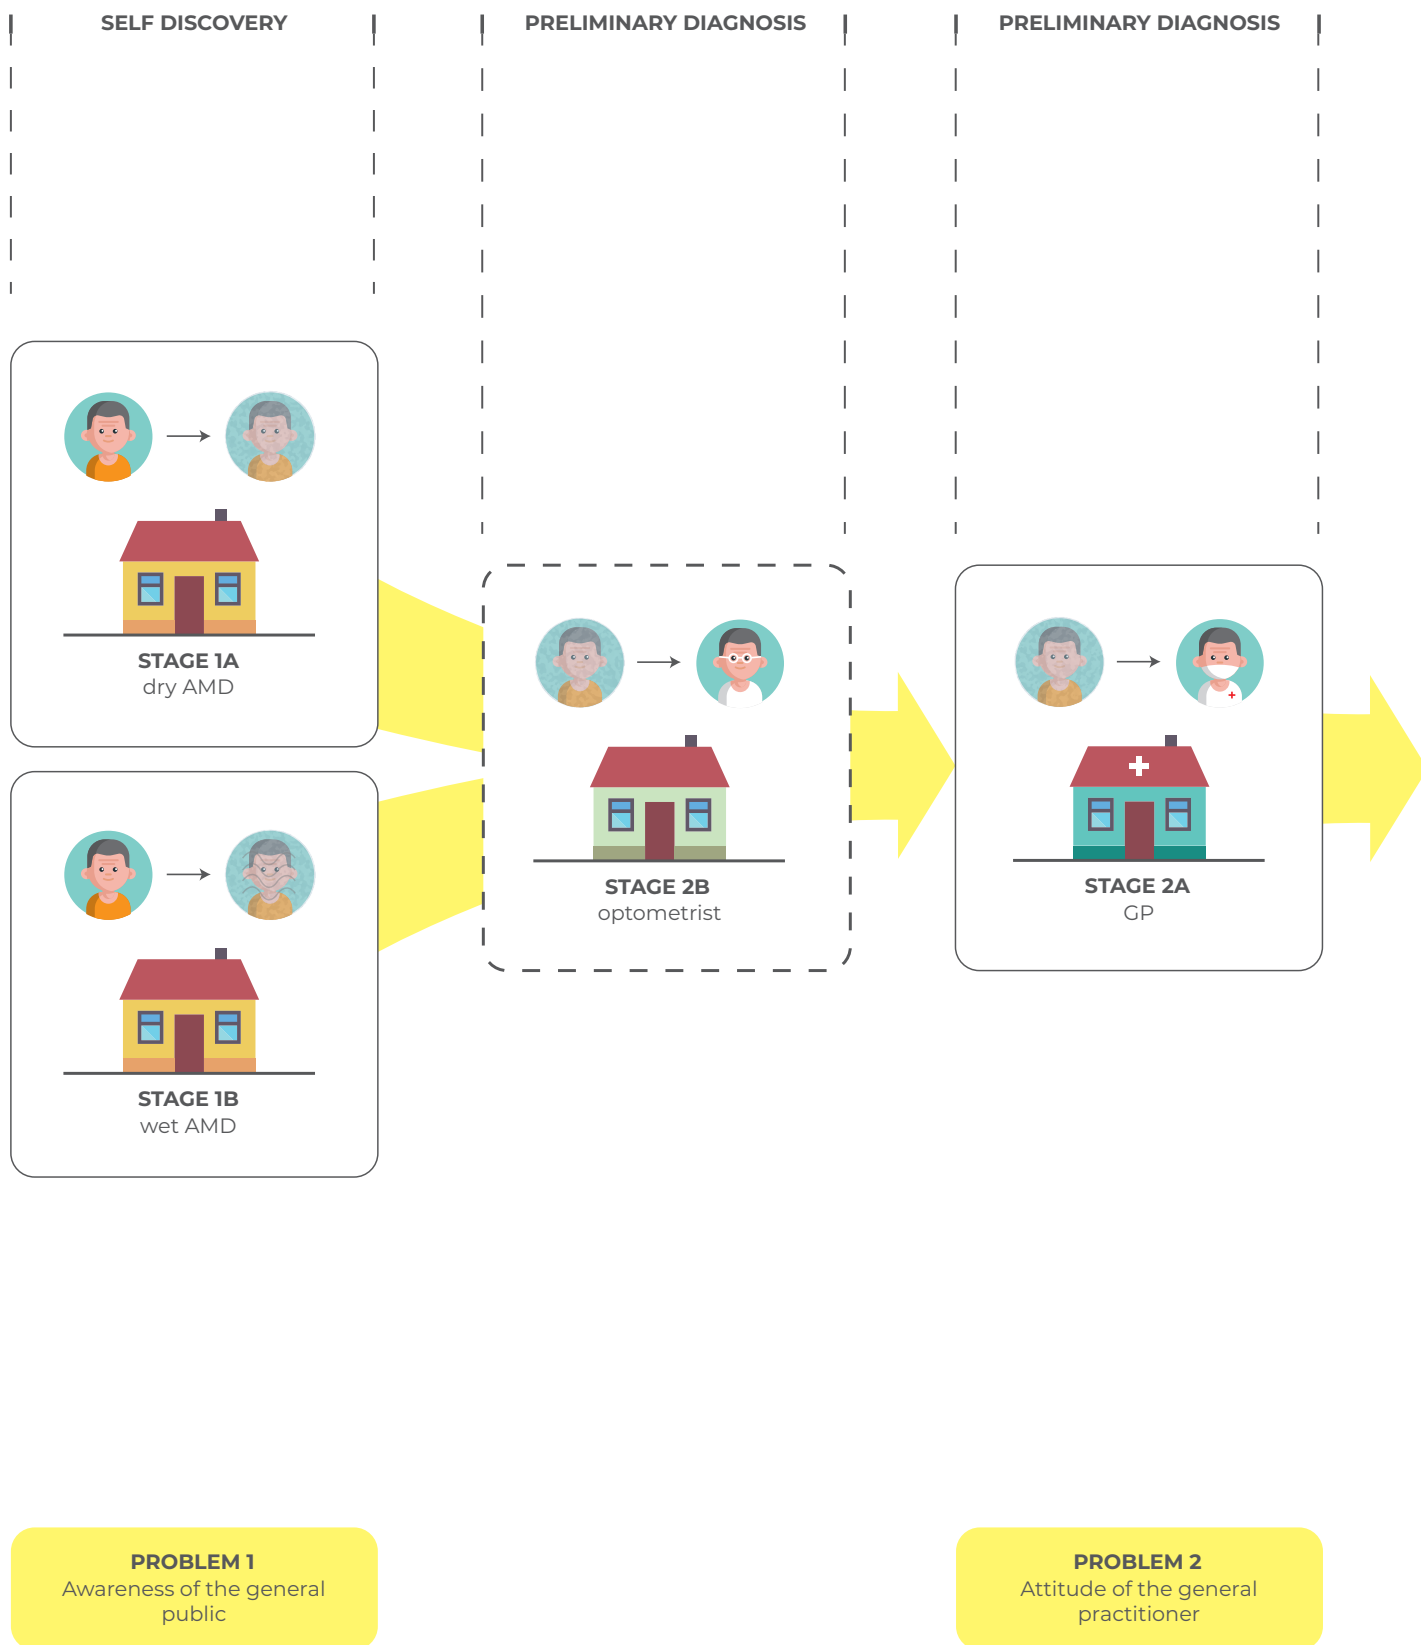 SELF DISCOVERY
PRELIMINARY DIAGNOSIS
PRELIMINARY DIAGNOSIS
STAGE 1A
dry AMD
STAGE 2B
optometrist
STAGE 2A
GP
STAGE 1B
wet AMD
PROBLEM 1
Awareness of the general
public
PROBLEM 2
Attitude of the general
practitioner